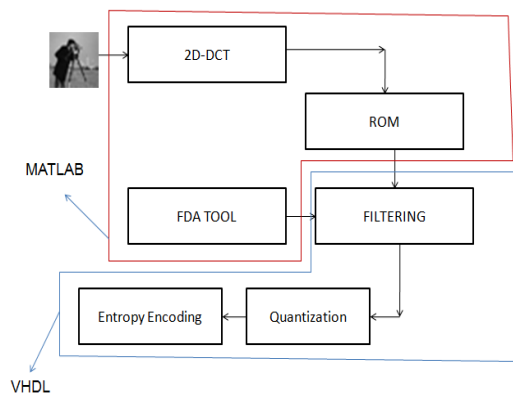 2D-DCT
ROM
MATLAB
FDA TOOL
FILTERING
Entropy Encoding
Quantization
VHDL